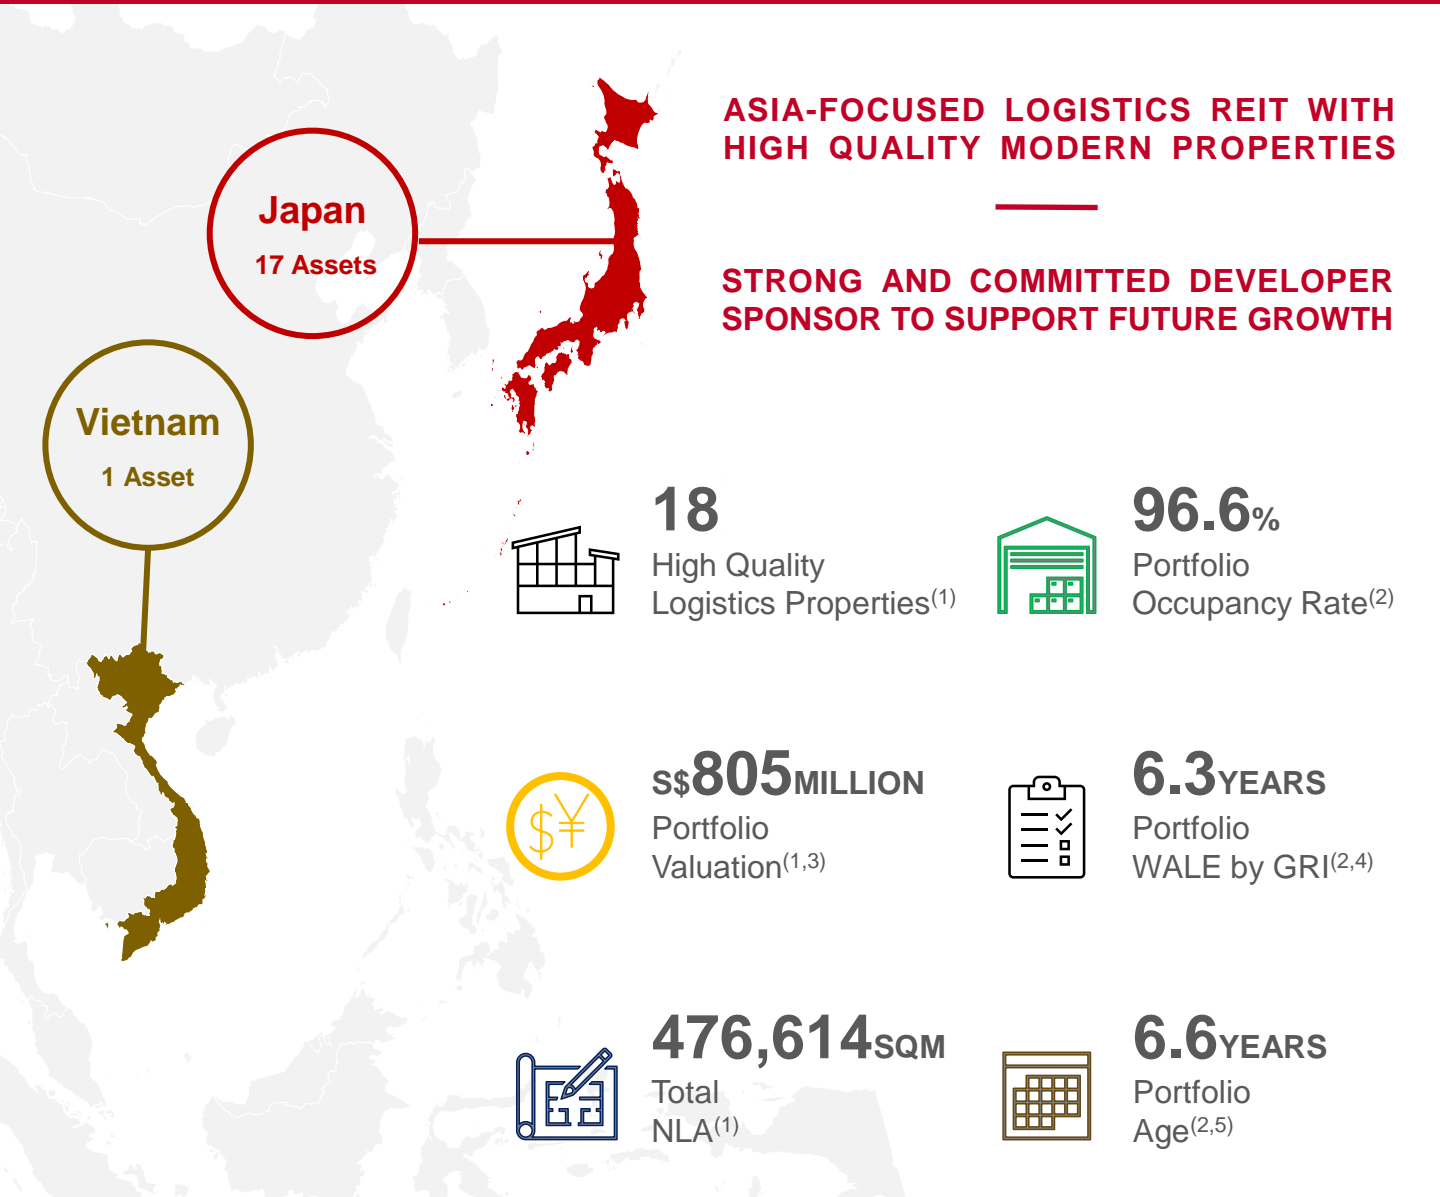 ASIA-FOCUSED LOGISTICS REIT WITH
HIGH QUALITY MODERN PROPERTIES
STRONG AND COMMITTED DEVELOPER
SPONSOR TO SUPPORT FUTURE GROWTH
Japan
17 Assets
Vietnam
1 Asset
18
High Quality
Logistics Properties(1)
96.6%
Portfolio
Occupancy Rate(2)
S$805MILLION
Portfolio
Valuation(1,3)
6.3YEARS
Portfolio
WALE by GRI(2,4)
476,614SQM
Total
NLA(1)
6.6YEARS
Portfolio
Age(2,5)